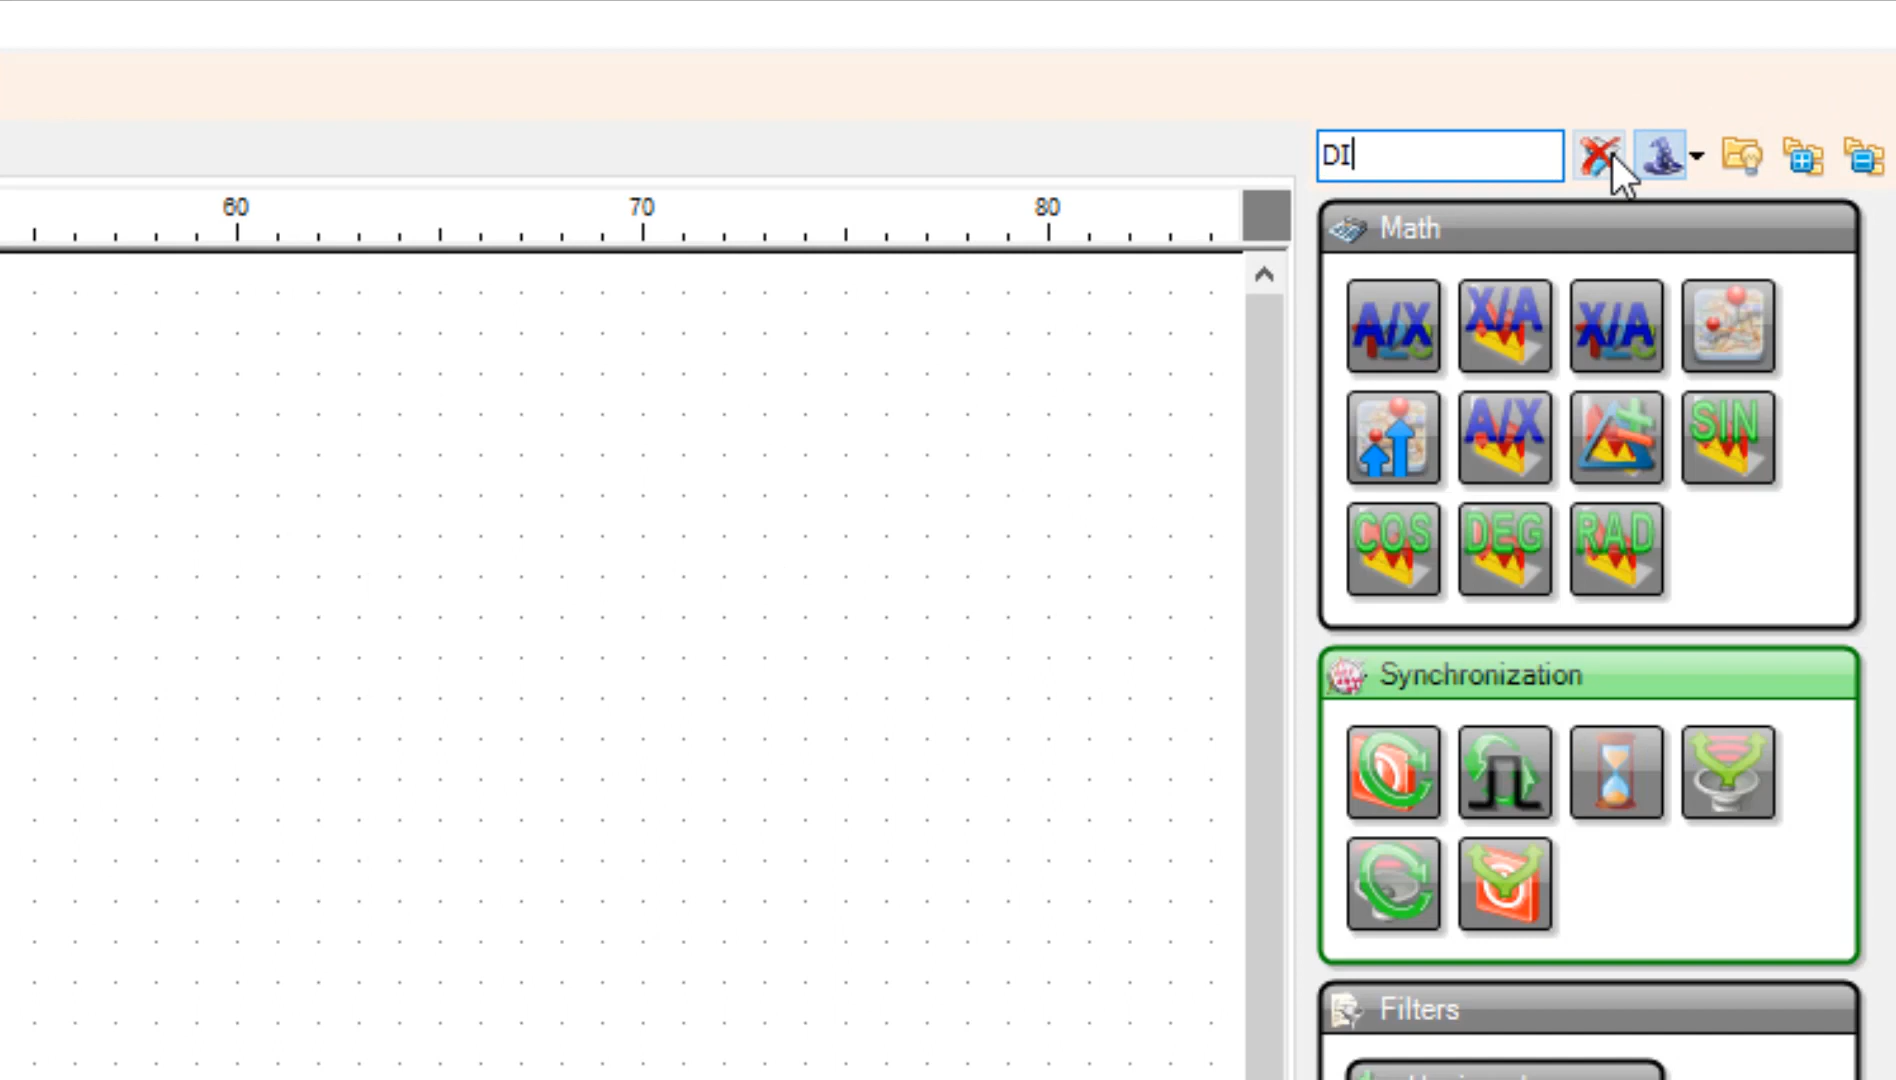 DI
60 70 80
Math
A/X X/A X/A
A/X SIN
COS DEG RAD
Synchronization
Filters